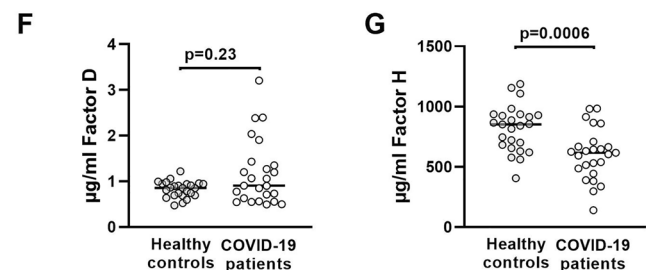 F
p=0.23
µg/ml Factor D
4
3
2
1
0
Healthy controls
COVID-19 patients
G
p=0.0006
µg/ml Factor H
1500
1000
500
0
Healthy controls
COVID-19 patients